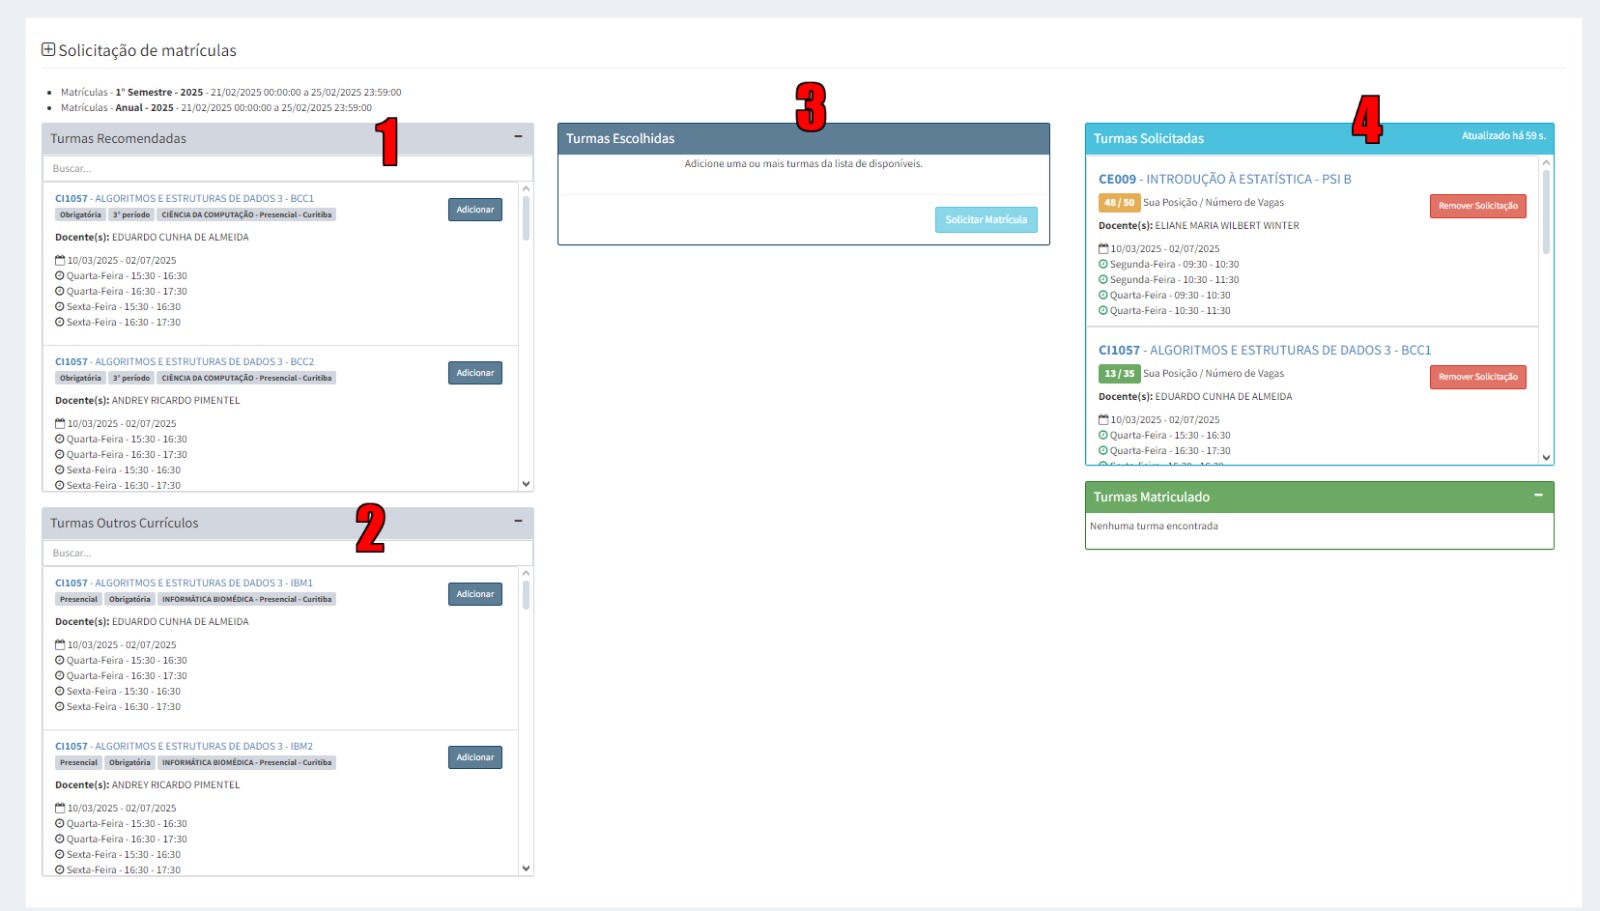 Solicitação de matrículas
Matrículas - 1° Semestre - 2025 - 21/02/2025 00:00:00 a 25/02/2025 23:59:00
Matrículas - Anual - 2025 - 21/02/2025 00:00:00 a 25/02/2025 23:59:00
1
Turmas Recomendadas
Buscar...
CI1057 - ALGORITMOS E ESTRUTURAS DE DADOS 3 - BCC1
Adicionar
Obrigatória 3° período CIÊNCIA DA COMPUTAÇÃO - Presencial - Curitiba
Docente(s): EDUARDO CUNHA DE ALMEIDA
10/03/2025 - 02/07/2025
Quarta-Feira - 15:30 - 16:30
Quarta-Feira - 16:30 - 17:30
Sexta-Feira - 15:30 - 16:30
Sexta-Feira - 16:30 - 17:30
CI1057 - ALGORITMOS E ESTRUTURAS DE DADOS 3 - BCC2
Adicionar
Obrigatória 3° período CIÊNCIA DA COMPUTAÇÃO - Presencial - Curitiba
Docente(s): ANDREY RICARDO PIMENTEL
10/03/2025 - 02/07/2025
Quarta-Feira - 15:30 - 16:30
Quarta-Feira - 16:30 - 17:30
Sexta-Feira - 15:30 - 16:30
Sexta-Feira - 16:30 - 17:30
2
Turmas Outros Currículos
Buscar...
CI1057 - ALGORITMOS E ESTRUTURAS DE DADOS 3 - IBM1
Adicionar
Presencial Obrigatória INFORMÁTICA BIOMÉDICA - Presencial - Curitiba
Docente(s): EDUARDO CUNHA DE ALMEIDA
10/03/2025 - 02/07/2025
Quarta-Feira - 15:30 - 16:30
Quarta-Feira - 16:30 - 17:30
Sexta-Feira - 15:30 - 16:30
Sexta-Feira - 16:30 - 17:30
CI1057 - ALGORITMOS E ESTRUTURAS DE DADOS 3 - IBM2
Adicionar
Presencial Obrigatória INFORMÁTICA BIOMÉDICA - Presencial - Curitiba
Docente(s): ANDREY RICARDO PIMENTEL
10/03/2025 - 02/07/2025
Quarta-Feira - 15:30 - 16:30
Quarta-Feira - 16:30 - 17:30
Sexta-Feira - 15:30 - 16:30
Sexta-Feira - 16:30 - 17:30
3
Turmas Escolhidas
Adicione uma ou mais turmas da lista de disponíveis.
Solicitar Matrícula
4
Turmas Solicitadas
Atualizado há 59 s.
CE009 - INTRODUÇÃO À ESTATÍSTICA - PSI B
48 / 50 Sua Posição / Número de Vagas
Remover Solicitação
Docente(s): ELIANE MARIA WILBERT WINTER
10/03/2025 - 02/07/2025
Segunda-Feira - 09:30 - 10:30
Segunda-Feira - 10:30 - 11:30
Quarta-Feira - 09:30 - 10:30
Quarta-Feira - 10:30 - 11:30
CI1057 - ALGORITMOS E ESTRUTURAS DE DADOS 3 - BCC1
13 / 35 Sua Posição / Número de Vagas
Remover Solicitação
Docente(s): EDUARDO CUNHA DE ALMEIDA
10/03/2025 - 02/07/2025
Quarta-Feira - 15:30 - 16:30
Quarta-Feira - 16:30 - 17:30
Turmas Matriculado
Nenhuma turma encontrada